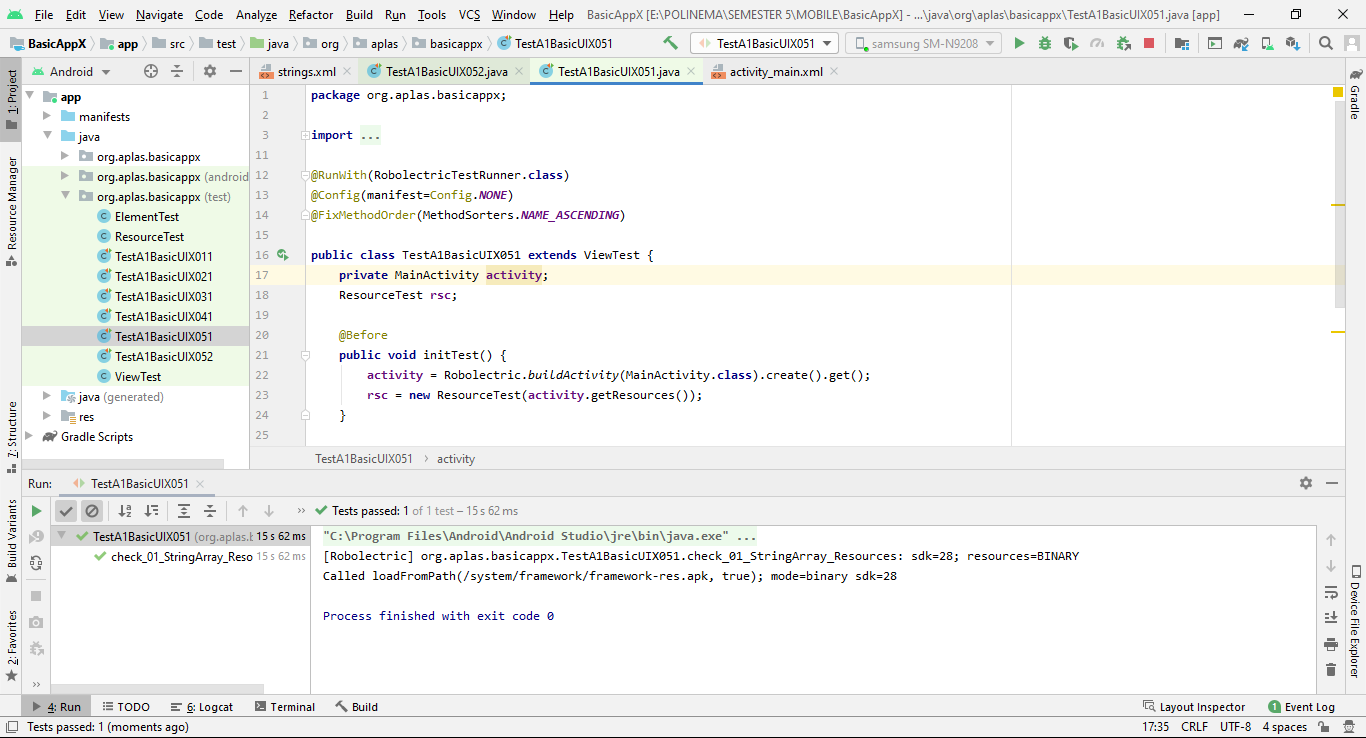 File Edit View Navigate Code Analyze Refactor Build Run Tools VCS Window Help BasicAppX [E:\POLINEMA\SEMESTER 5\MOBILE\BasicAppX] - ...\java\org\aplas\basicappx\TestA1BasicUIX051.java [app]
BasicAppX app src test java org aplas basicappx TestA1BasicUIX051 TestA1BasicUIX051 samsung SM-N9208
Android
strings.xml TestA1BasicUIX052.java TestA1BasicUIX051.java activity_main.xml
1: Project
Resource Manager
7: Structure
Build Variants
2: Favorites
Gradle
Device File Explorer
app
manifests
java
org.aplas.basicappx
org.aplas.basicappx (android
org.aplas.basicappx (test)
ElementTest
ResourceTest
TestA1BasicUIX011
TestA1BasicUIX021
TestA1BasicUIX031
TestA1BasicUIX041
TestA1BasicUIX051
TestA1BasicUIX052
ViewTest
java (generated)
res
Gradle Scripts
1 package org.aplas.basicappx;
2
3 import ...
11
12 @RunWith(RobolectricTestRunner.class)
13 @Config(manifest=Config.NONE)
14 @FixMethodOrder(MethodSorters.NAME_ASCENDING)
15
16 public class TestA1BasicUIX051 extends ViewTest {
17 private MainActivity activity;
18 ResourceTest rsc;
19
20 @Before
21 public void initTest() {
22 activity = Robolectric.buildActivity(MainActivity.class).create().get();
23 rsc = new ResourceTest(activity.getResources());
24 }
25
TestA1BasicUIX051 › activity
Run: TestA1BasicUIX051
Tests passed: 1 of 1 test – 15 s 62 ms
TestA1BasicUIX051 (org.aplas.b 15 s 62 ms
check_01_StringArray_Reso 15 s 62 ms
"C:\Program Files\Android\Android Studio\jre\bin\java.exe" ...
[Robolectric] org.aplas.basicappx.TestA1BasicUIX051.check_01_StringArray_Resources: sdk=28; resources=BINARY
Called loadFromPath(/system/framework/framework-res.apk, true); mode=binary sdk=28
Process finished with exit code 0
4: Run TODO 6: Logcat Terminal Build Layout Inspector 1 Event Log
Tests passed: 1 (moments ago) 17:35 CRLF UTF-8 4 spaces